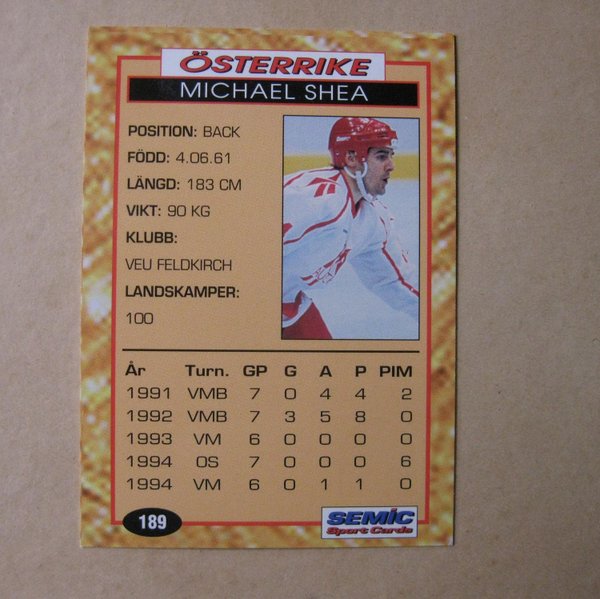 ÖSTERRIKE
MICHAEL SHEA
POSITION: BACK
FÖDD: 4.06.61
LÄNGD: 183 CM
VIKT: 90 KG
KLUBB:
VEU FELDKIRCH
LANDSKAMPER:
100
År Turn. GP G A P PIM
1991 VMB 7 0 4 4 2
1992 VMB 7 3 5 8 0
1993 VM 6 0 0 0 0
1994 OS 7 0 0 0 6
1994 VM 6 0 1 1 0
189
SEMIC
Sport Cards